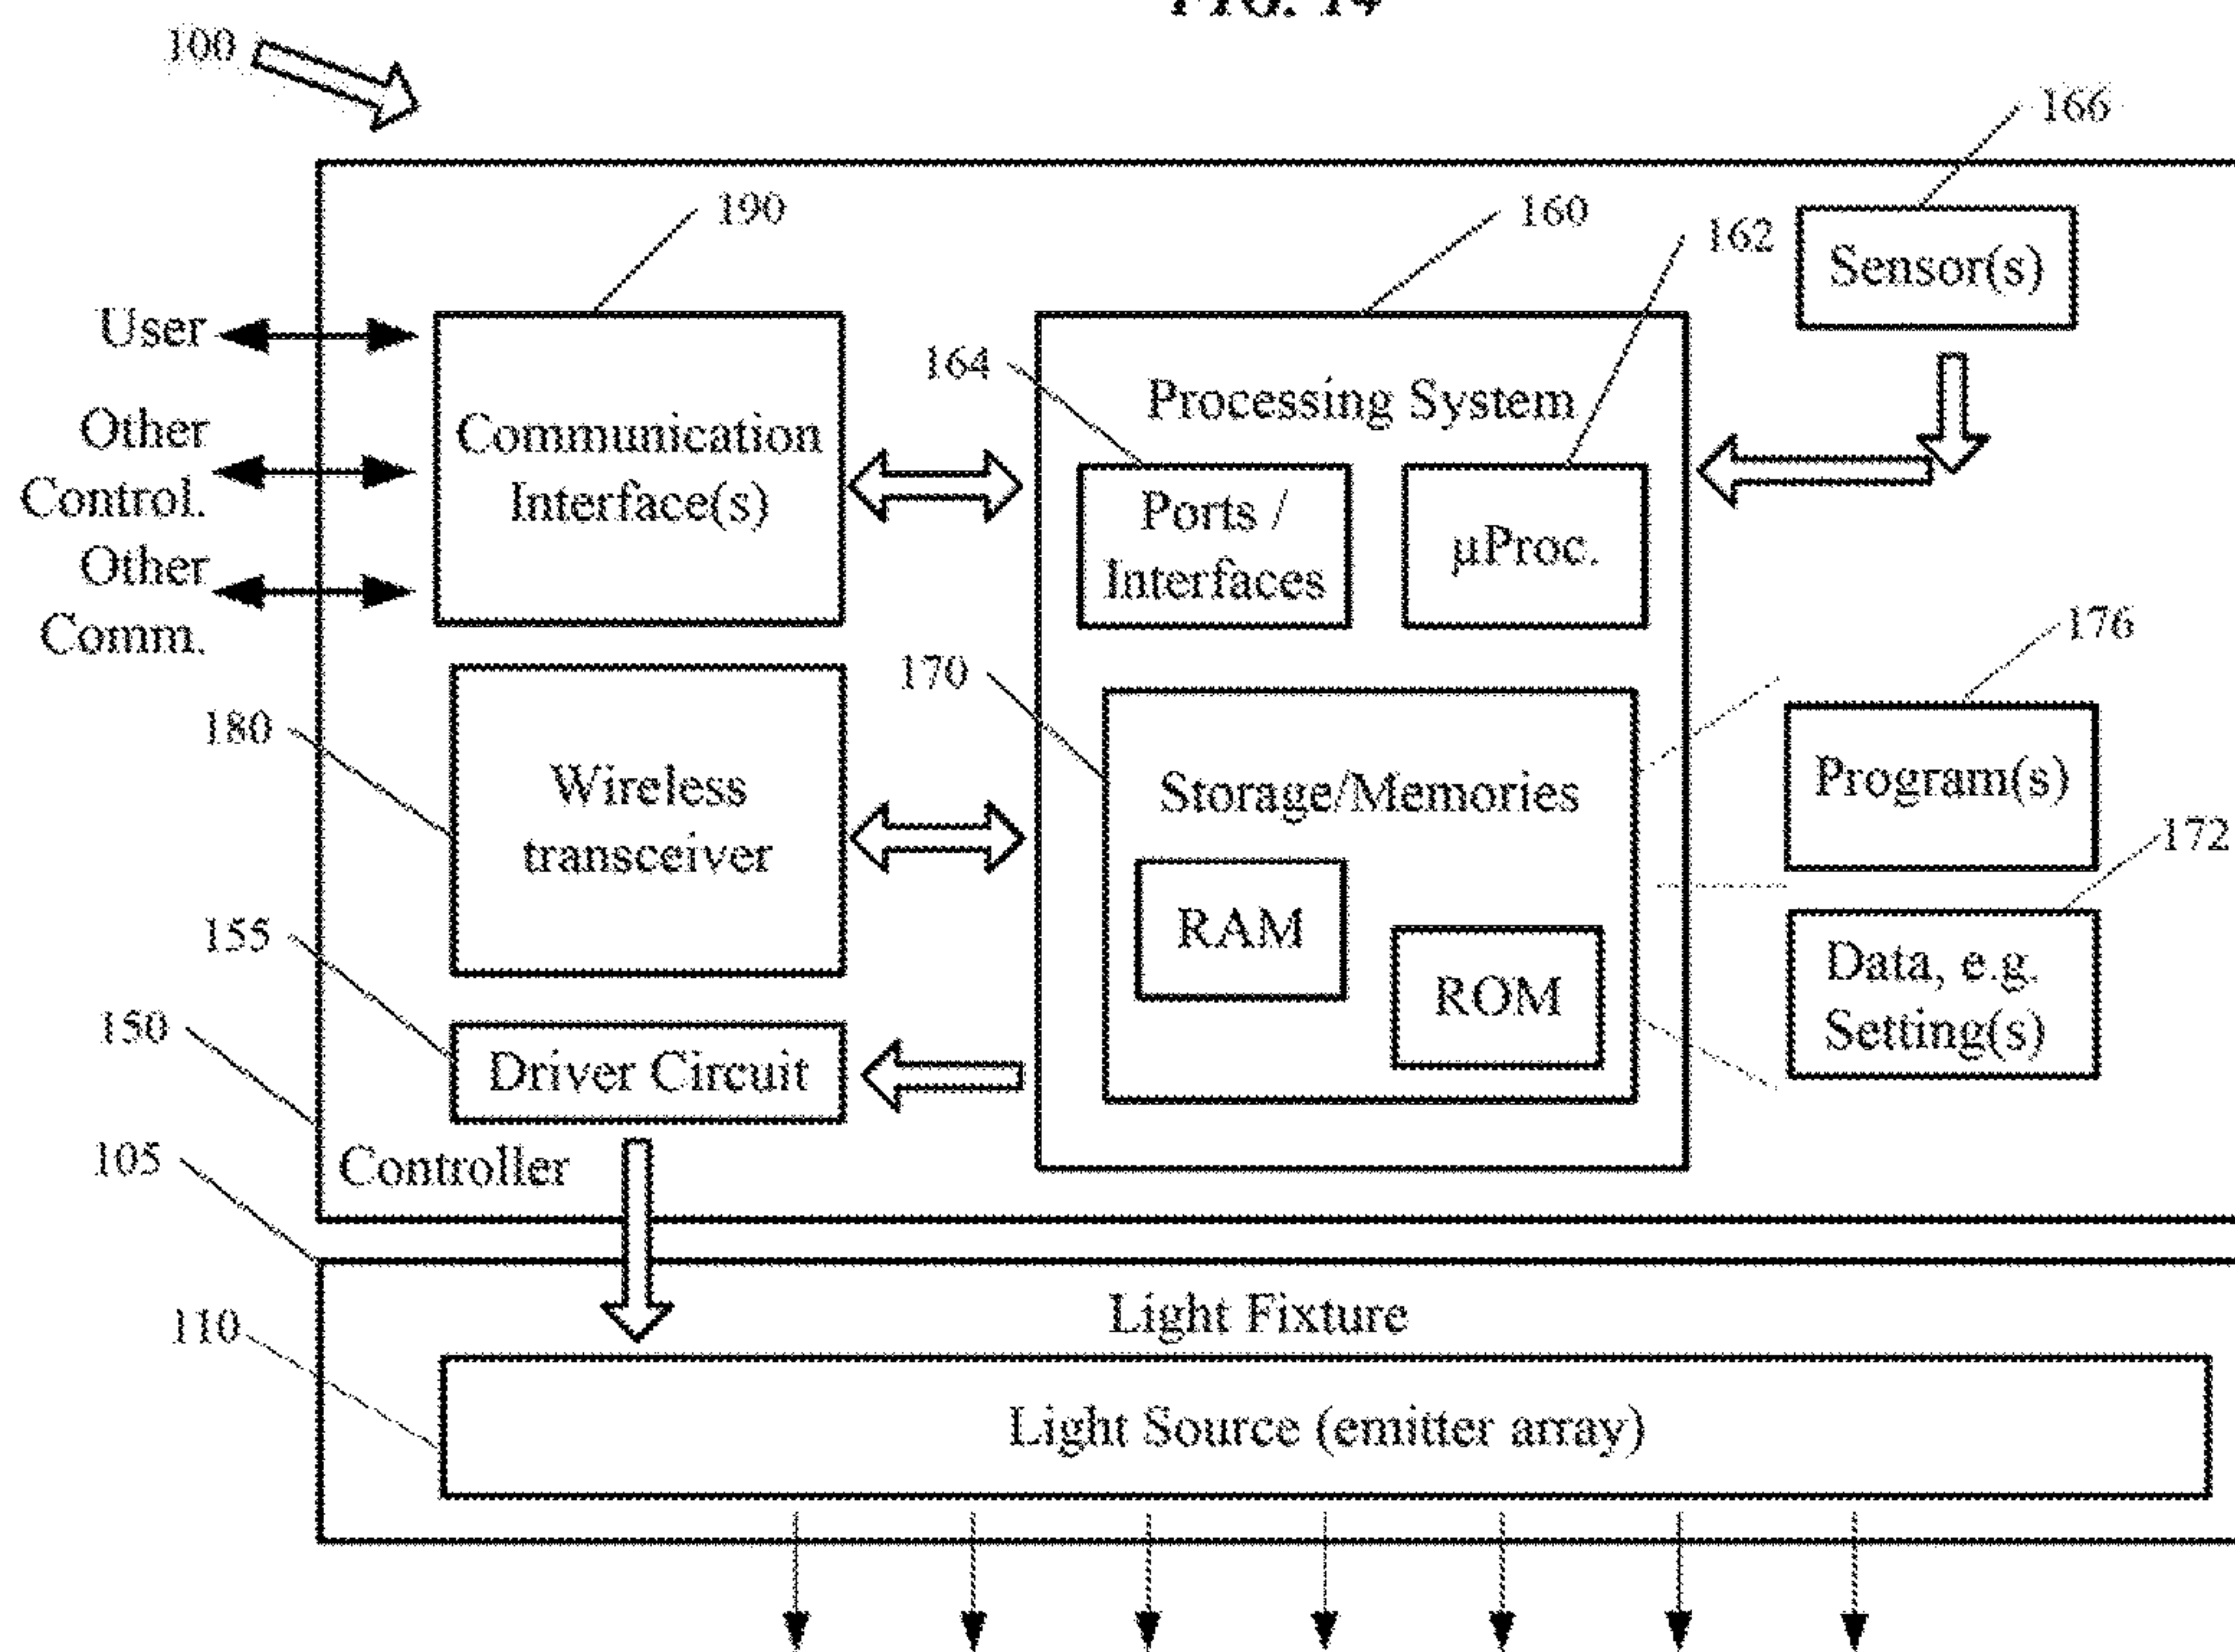 FIG. 14
100
166
190
160
162
Sensor(s)
User
164
Processing System
Other
Control.
Communication
Interface(s)
Ports /
Interfaces
µProc.
Other
Comm.
176
170
180
Wireless
transceiver
Storage/Memories
Program(s)
172
RAM
155
ROM
Data, e.g.
Setting(s)
150
Driver Circuit
105
Controller
Light Fixture
110
Light Source (emitter array)